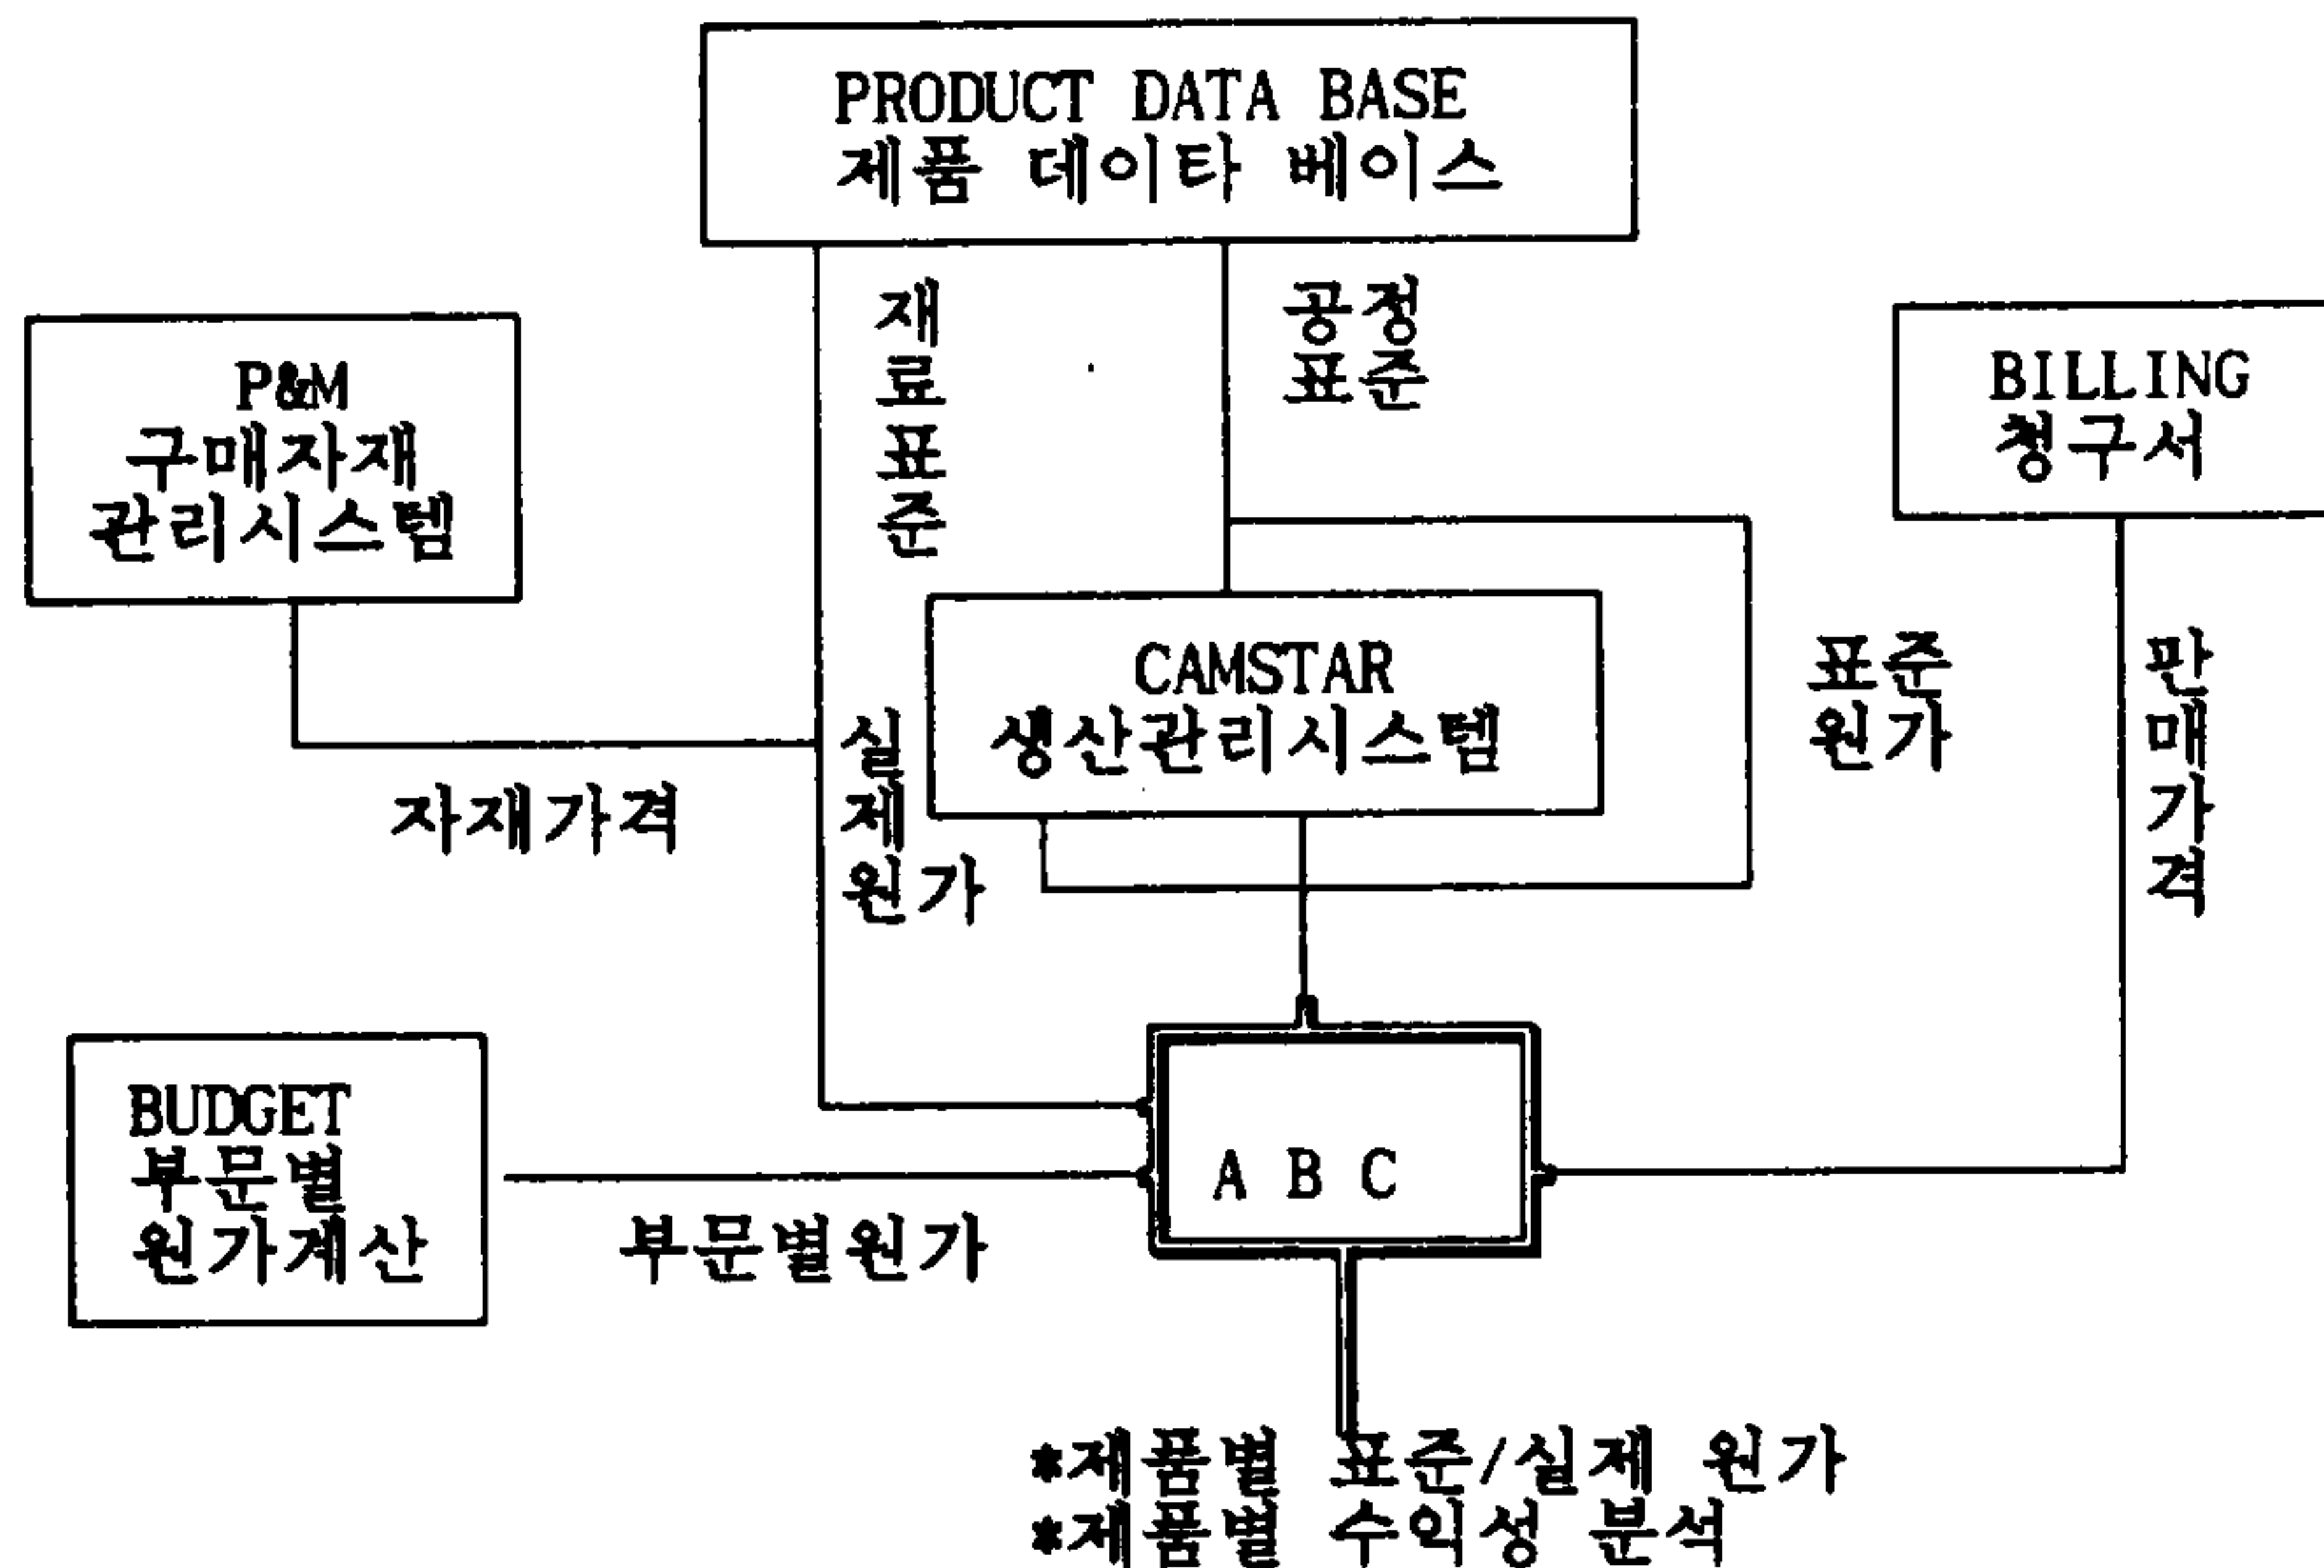 PRODUCT DATA BASE
제품 데이타 베이스
재료표준
공정
표준
P&M
구매자재
관리시스템
BILLING
청구서
CAMSTAR
생산관리시스템
표준
원가
판매가격
실
제
원가
자재가격
BUDGET
부문별
원가계산
부문별원가
A B C
*제품별 표준/실제 원가
*제품별 수익성 분석